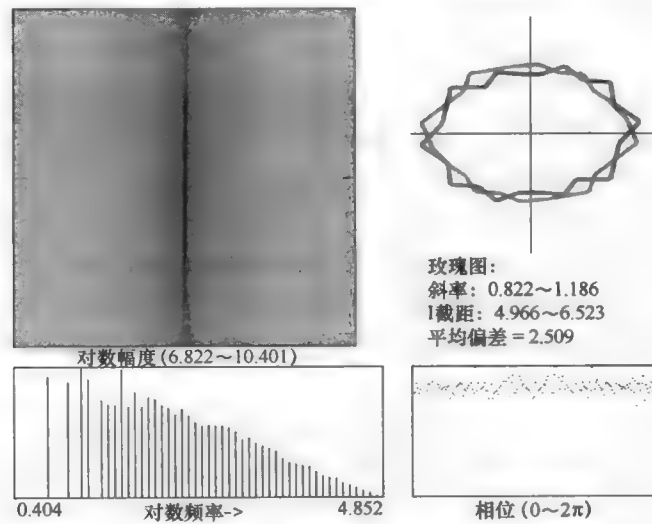 玫瑰图:
斜率: 0.822～1.186
I截距: 4.966～6.523
平均偏差=2.509
对数幅度(6.822～10.401)
0.404 对数频率-> 4.852
相位(0～2π)